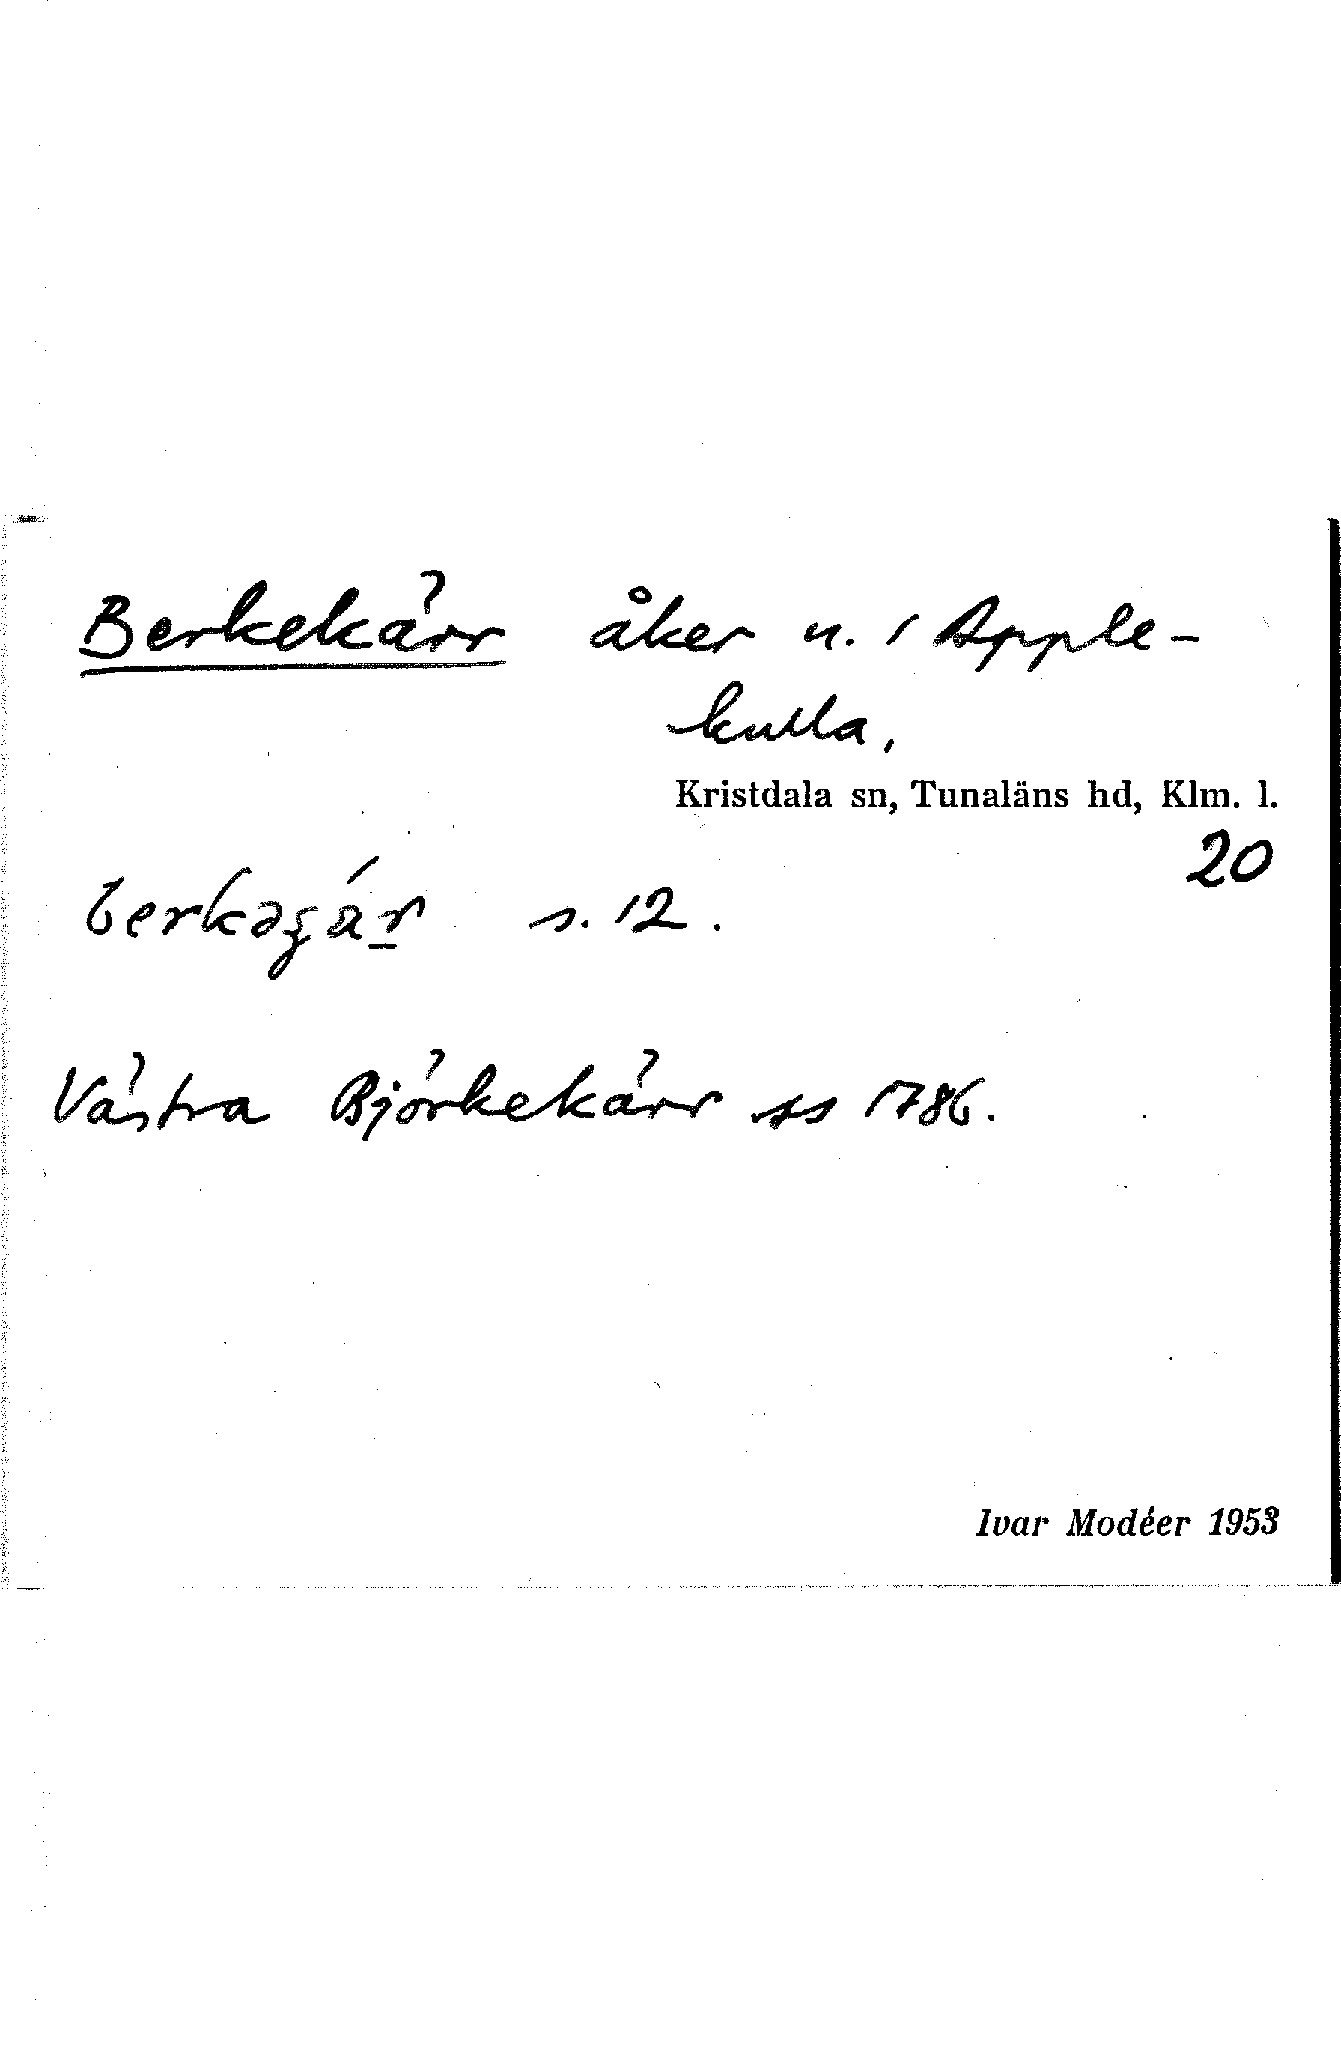 Berkekärr åker n. 1 Apple-
kulla,
Kristdala sn, Tunaläns hd, Klm. l.
20
s. 12.
Västra Björkekärr ss 1786.
Ivar Modéer 1953